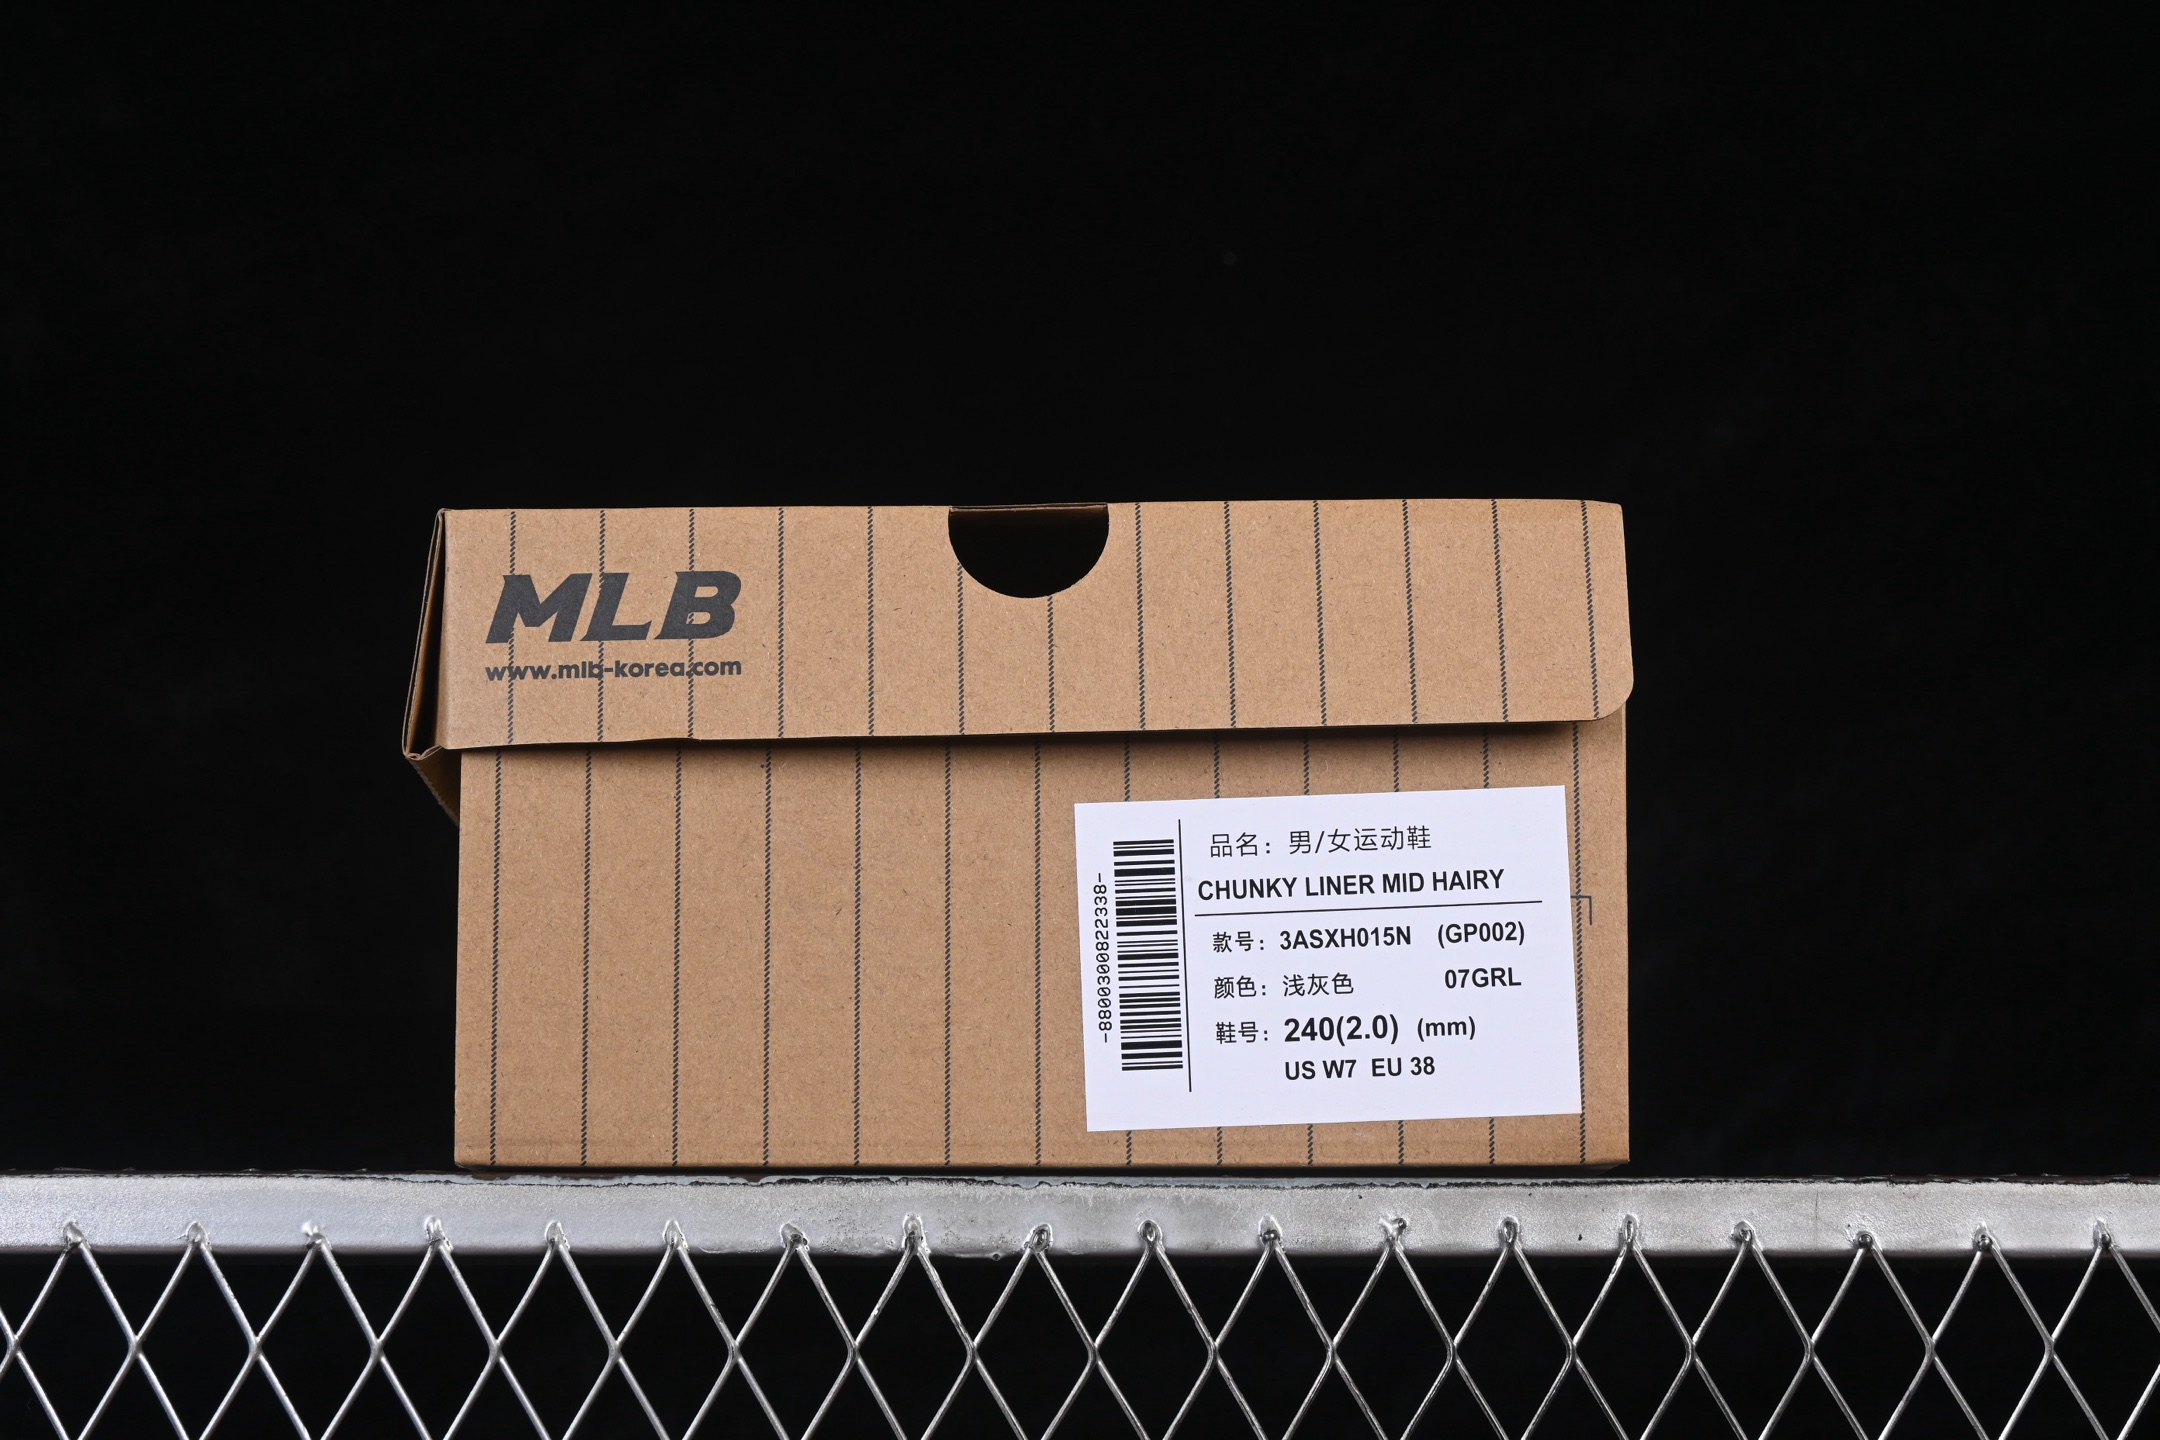 MLB
www.mlb-korea.com
-8800300822338-
品名：男/女运动鞋
CHUNKY LINER MID HAIRY
款号：3ASXH015N (GP002)
颜色：浅灰色 07GRL
鞋号：240(2.0) (mm)
US W7 EU 38